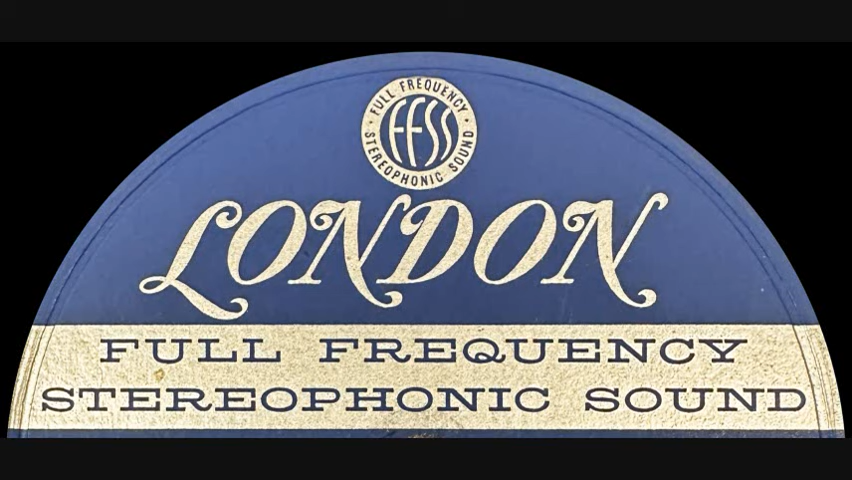 FULL FREQUENCY
FFSS
STEREOPHONIC SOUND
LONDON
FULL FREQUENCY
STEREOPHONIC SOUND